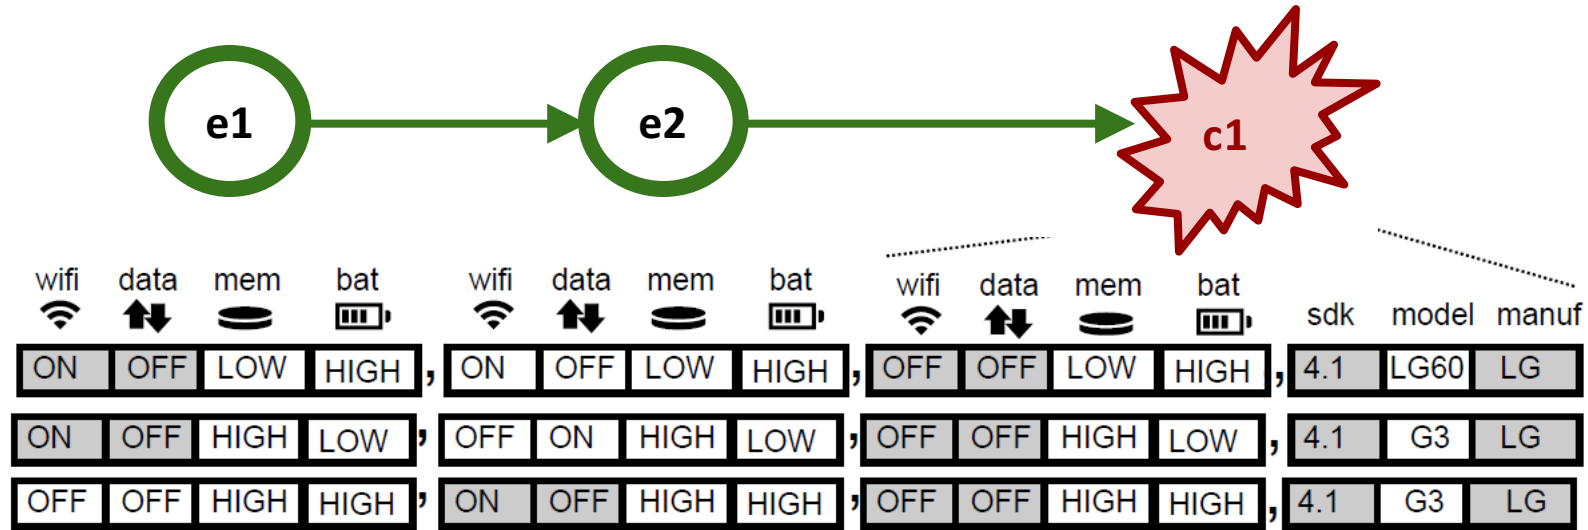 e1 e2 c1
wifi data mem bat wifi data mem bat wifi data mem bat sdk model manuf
ON OFF LOW HIGH , ON OFF LOW HIGH , OFF OFF LOW HIGH , 4.1 LG60 LG
ON OFF HIGH LOW , OFF ON HIGH LOW , OFF OFF HIGH LOW , 4.1 G3 LG
OFF OFF HIGH HIGH , ON OFF HIGH HIGH , OFF OFF HIGH HIGH , 4.1 G3 LG